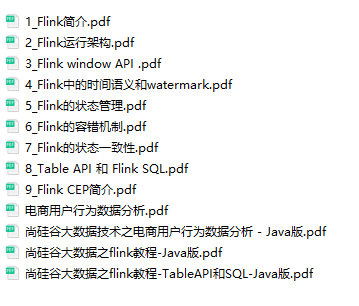 1_Flink简介.pdf
2_Flink运行架构.pdf
3_Flink window API .pdf
4_Flink中的时间语义和watermark.pdf
5_Flink的状态管理.pdf
6_Flink的容错机制.pdf
7_Flink的状态一致性.pdf
8_Table API 和 Flink SQL.pdf
9_Flink CEP简介.pdf
电商用户行为数据分析.pdf
尚硅谷大数据技术之电商用户行为数据分析 - Java版.pdf
尚硅谷大数据之flink教程-Java版.pdf
尚硅谷大数据之flink教程-TableAPI和SQL-Java版.pdf